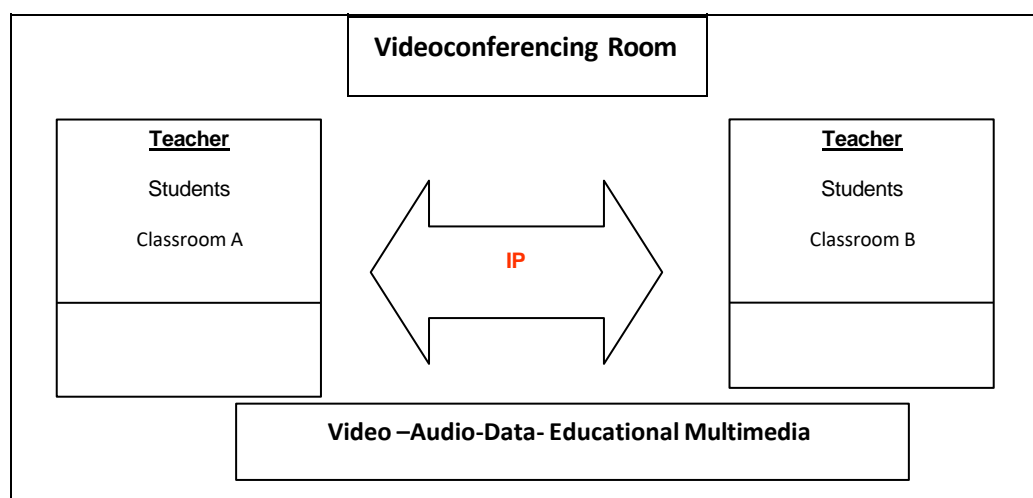 Videoconferencing Room
Teacher
Students
Classroom A
IP
Teacher
Students
Classroom B
Video –Audio-Data- Educational Multimedia